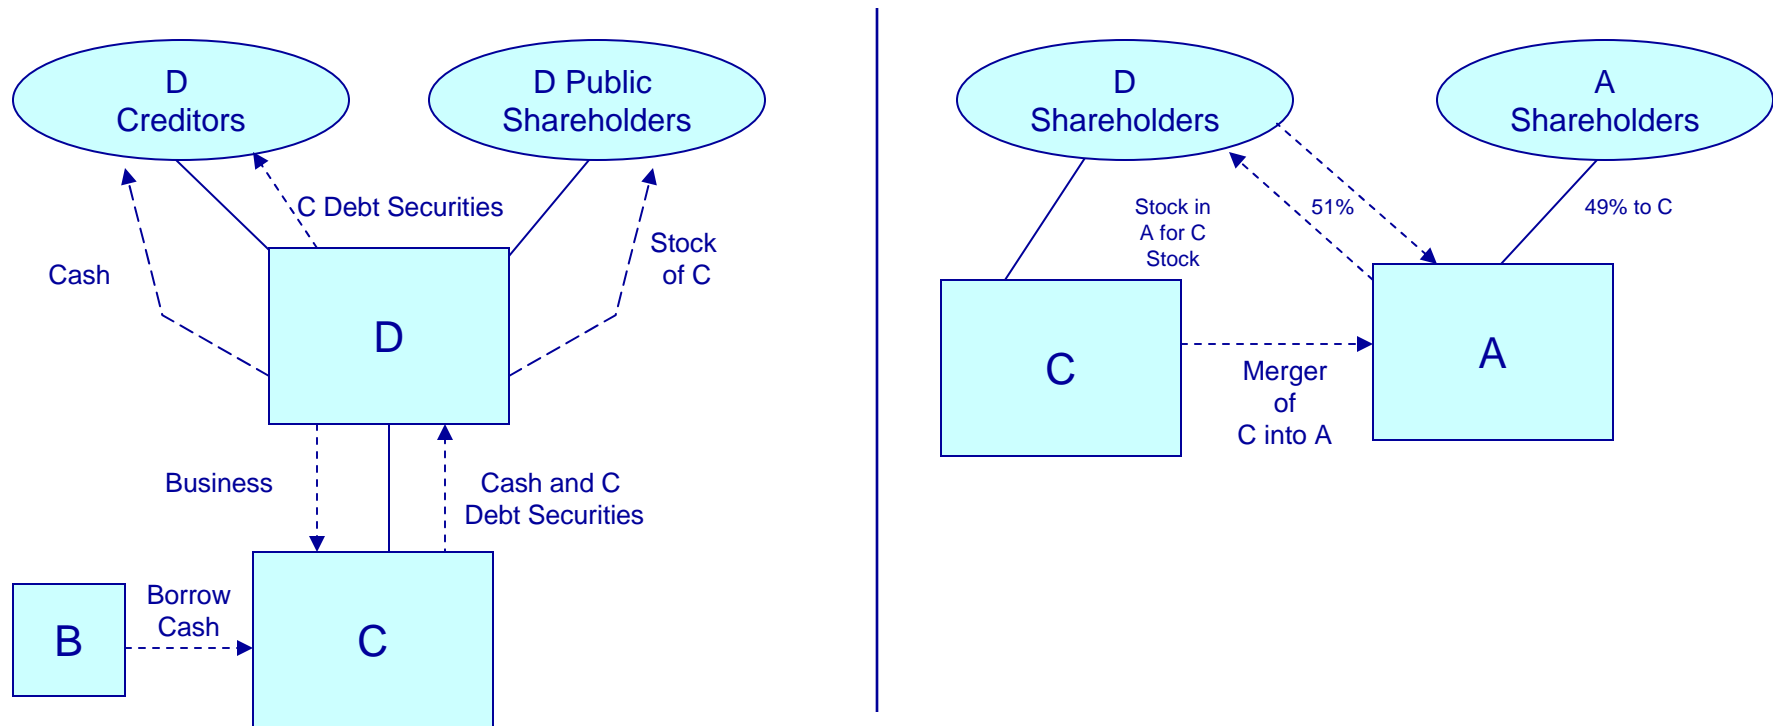 D
Creditors
D Public
Shareholders
C Debt Securities
Cash
Stock
of C
D
Business
Cash and C
Debt Securities
B
Borrow
Cash
C
D
Shareholders
A
Shareholders
Stock in
A for C
Stock
51%
49% to C
C
Merger
of
C into A
A